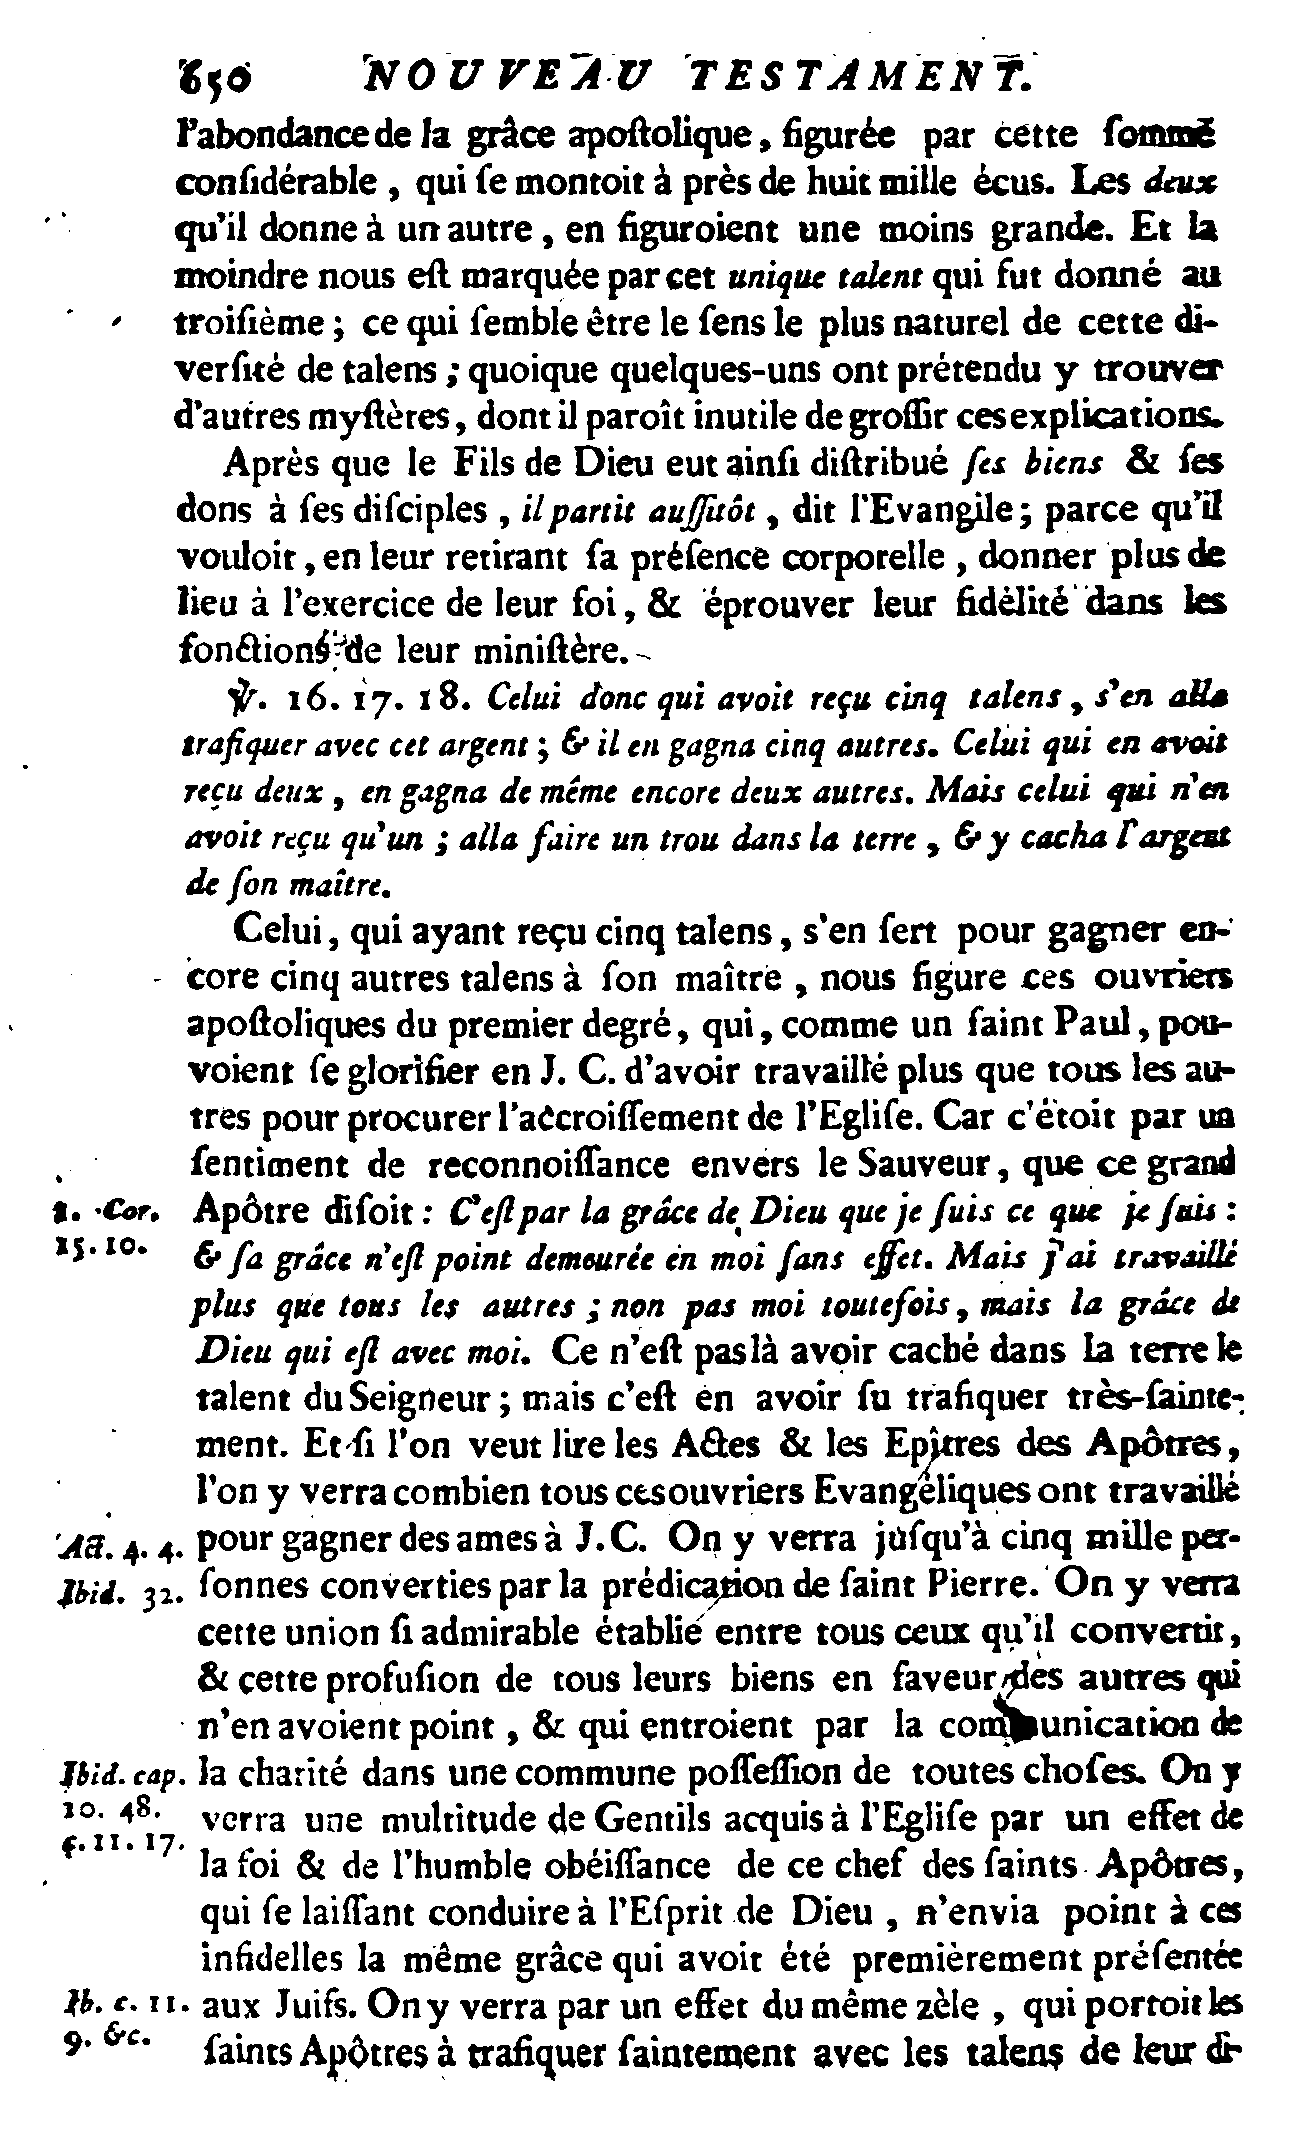 650 NOUVEAU TESTAMENT.
l'abondance de la grâce apoſtolique, figurée par cette ſomme
conſidérable, qui ſe montoit à près de huit mille écus. Les deux
qu'il donne à un autre, en figuroient une moins grande. Et la
moindre nous eſt marquée par cet unique talent qui fut donné au
troiſième; ce qui ſemble être le ſens le plus naturel de cette di-
verſité de talens; quoique quelques-uns ont prétendu y trouver
d'autres myſtères, dont il paroît inutile de groſſir ces explications.
Après que le Fils de Dieu eut ainſi diſtribué ſes biens & ſes
dons à ſes diſciples, il partit auſſitôt, dit l'Evangile; parce qu'il
vouloit, en leur retirant ſa préſence corporelle, donner plus de
lieu à l'exercice de leur foi, & éprouver leur fidélité dans les
fonctions de leur miniſtère.
℣. 16. 17. 18. Celui donc qui avoit reçu cinq talens, s'en alla
trafiquer avec cet argent; & il en gagna cinq autres. Celui qui en avoit
reçu deux, en gagna de même encore deux autres. Mais celui qui n'en
avoit reçu qu'un; alla faire un trou dans la terre, & y cacha l'argent
de ſon maître.
Celui, qui ayant reçu cinq talens, s'en ſert pour gagner en-
core cinq autres talens à ſon maître, nous figure ces ouvriers
apoſtoliques du premier degré, qui, comme un ſaint Paul, pou-
voient ſe glorifier en J. C. d'avoir travaillé plus que tous les au-
tres pour procurer l'accroiſſement de l'Egliſe. Car c'étoit par un
ſentiment de reconnoiſſance envers le Sauveur, que ce grand
1. Cor. Apôtre diſoit: C'eſt par la grâce de Dieu que je ſuis ce que je ſuis:
15. 10. & ſa grâce n'eſt point demeurée en moi ſans effet. Mais j'ai travaillé
plus que tous les autres; non pas moi toutefois, mais la grâce de
Dieu qui eſt avec moi. Ce n'eſt pas là avoir caché dans la terre le
talent du Seigneur; mais c'eſt en avoir ſu trafiquer très-ſainte-
ment. Et ſi l'on veut lire les Actes & les Epîtres des Apôtres,
l'on y verra combien tous ces ouvriers Evangéliques ont travaillé
Act. 4. 4. pour gagner des ames à J. C. On y verra juſqu'à cinq mille per-
Ibid. 32. ſonnes converties par la prédication de ſaint Pierre. On y verra
cette union ſi admirable établie entre tous ceux qu'il convertit,
& cette profuſion de tous leurs biens en faveur des autres qui
n'en avoient point, & qui entroient par la communication de
Ibid. cap. la charité dans une commune poſſeſſion de toutes choſes. On y
10. 48. verra une multitude de Gentils acquis à l'Egliſe par un effet de
c. 11. 17. la foi & de l'humble obéiſſance de ce chef des ſaints Apôtres,
qui ſe laiſſant conduire à l'Eſprit de Dieu, n'envia point à ces
infidelles la même grâce qui avoit été premièrement préſentée
Ib. c. 11. aux Juifs. On y verra par un effet du même zèle, qui portoit les
9. &c. ſaints Apôtres à trafiquer ſaintement avec les talens de leur di-